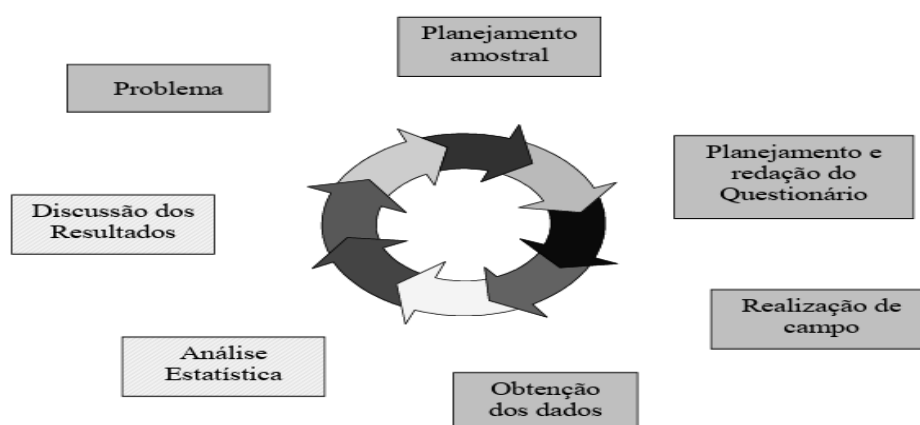 Problema
Planejamento
amostral
Planejamento e
redação do
Questionário
Realização de
campo
Obtenção
dos dados
Análise
Estatística
Discussão dos
Resultados